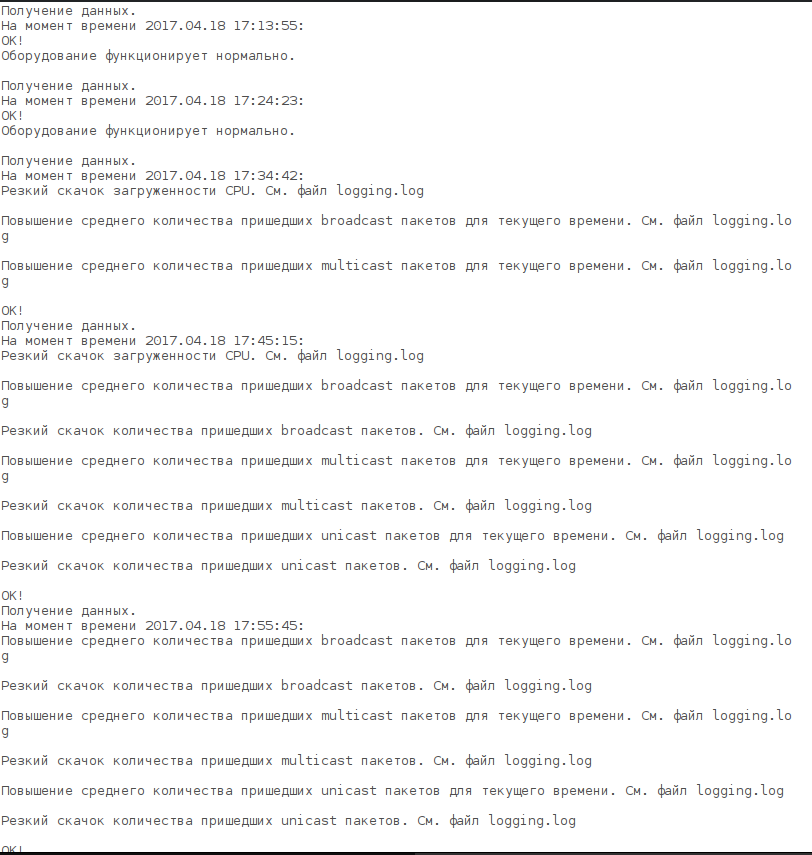 Получение данных.
На момент времени 2017.04.18 17:13:55:
OK!
Оборудование функционирует нормально.
Получение данных.
На момент времени 2017.04.18 17:24:23:
OK!
Оборудование функционирует нормально.
Получение данных.
На момент времени 2017.04.18 17:34:42:
Резкий скачок загруженности CPU. См. файл logging.log
Повышение среднего количества пришедших broadcast пакетов для текущего времени. См. файл logging.lo
g
Повышение среднего количества пришедших multicast пакетов для текущего времени. См. файл logging.lo
g
OK!
Получение данных.
На момент времени 2017.04.18 17:45:15:
Резкий скачок загруженности CPU. См. файл logging.log
Повышение среднего количества пришедших broadcast пакетов для текущего времени. См. файл logging.lo
g
Резкий скачок количества пришедших broadcast пакетов. См. файл logging.log
Повышение среднего количества пришедших multicast пакетов для текущего времени. См. файл logging.lo
g
Резкий скачок количества пришедших multicast пакетов. См. файл logging.log
Повышение среднего количества пришедших unicast пакетов для текущего времени. См. файл logging.log
Резкий скачок количества пришедших unicast пакетов. См. файл logging.log
OK!
Получение данных.
На момент времени 2017.04.18 17:55:45:
Повышение среднего количества пришедших broadcast пакетов для текущего времени. См. файл logging.lo
g
Резкий скачок количества пришедших broadcast пакетов. См. файл logging.log
Повышение среднего количества пришедших multicast пакетов для текущего времени. См. файл logging.lo
g
Резкий скачок количества пришедших multicast пакетов. См. файл logging.log
Повышение среднего количества пришедших unicast пакетов для текущего времени. См. файл logging.log
Резкий скачок количества пришедших unicast пакетов. См. файл logging.log
OK!